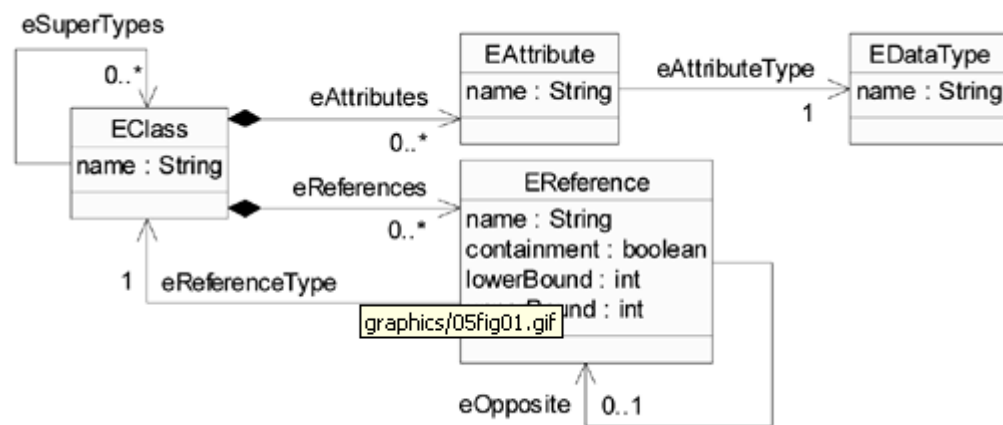 eSuperTypes
0..*
EClass
name : String
eAttributes
0..*
EAttribute
name : String
eAttributeType
1
EDataType
name : String
eReferences
0..*
EReference
name : String
containment : boolean
lowerBound : int
Bound : int
1
eReferenceType
graphics/05fig01.gif
eOpposite
0..1